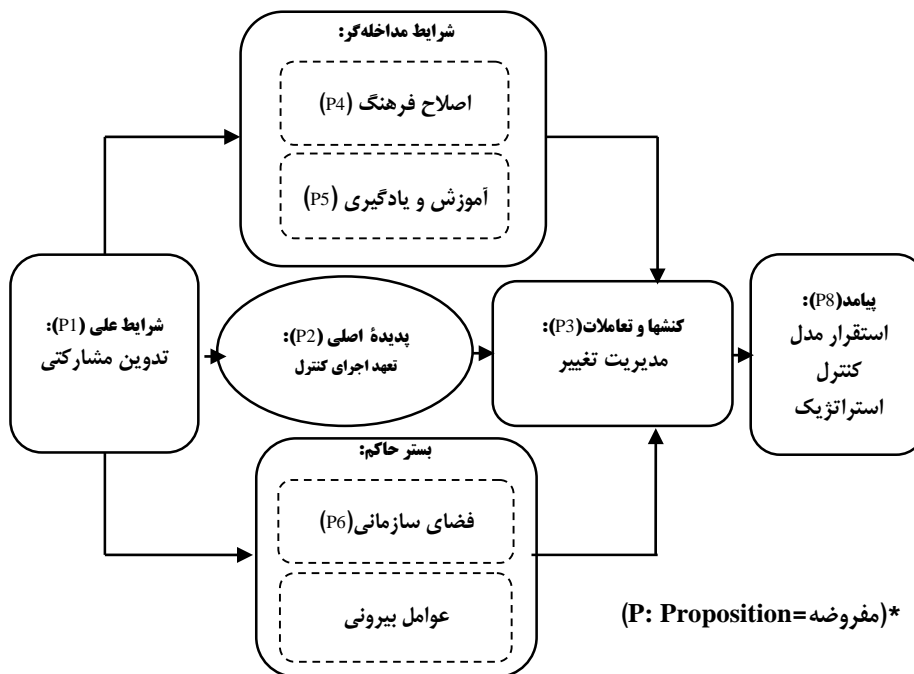 شرایط مداخله‌گر:
اصلاح فرهنگ (P4)
آموزش و یادگیری (P5)
شرایط علی (P1):
تدوین مشارکتی
پدیدۀ اصلی (P2):
تعهد اجرای کنترل
کنشها و تعاملات(P3):
مدیریت تغییر
پیامد(P8):
استقرار مدل
کنترل
استراتژیک
بستر حاکم:
فضای سازمانی(P6)
عوامل بیرونی
*(مفروضه=P: Proposition)